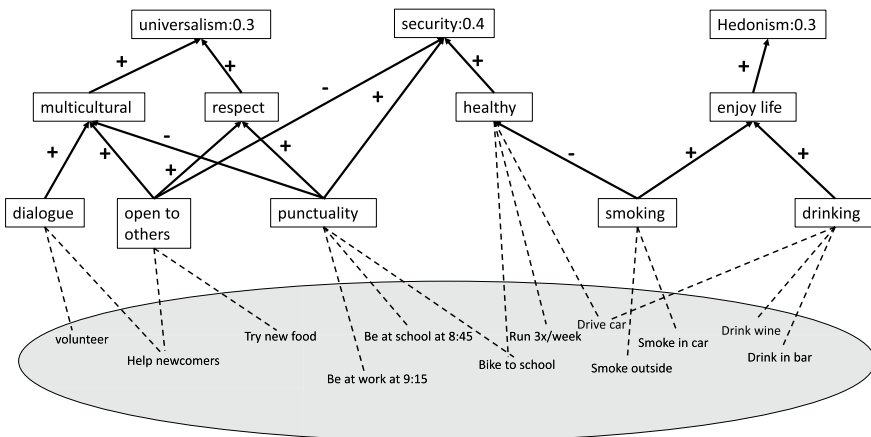 universalism:0.3
security:0.4
Hedonism:0.3
+
+
-
+
+
+
multicultural
respect
healthy
enjoy life
+
+
+
-
+
-
+
+
dialogue
open to
others
punctuality
smoking
drinking
volunteer
Help newcomers
Try new food
Be at school at 8:45
Be at work at 9:15
Run 3x/week
Bike to school
Drive car
Smoke in car
Smoke outside
Drink wine
Drink in bar